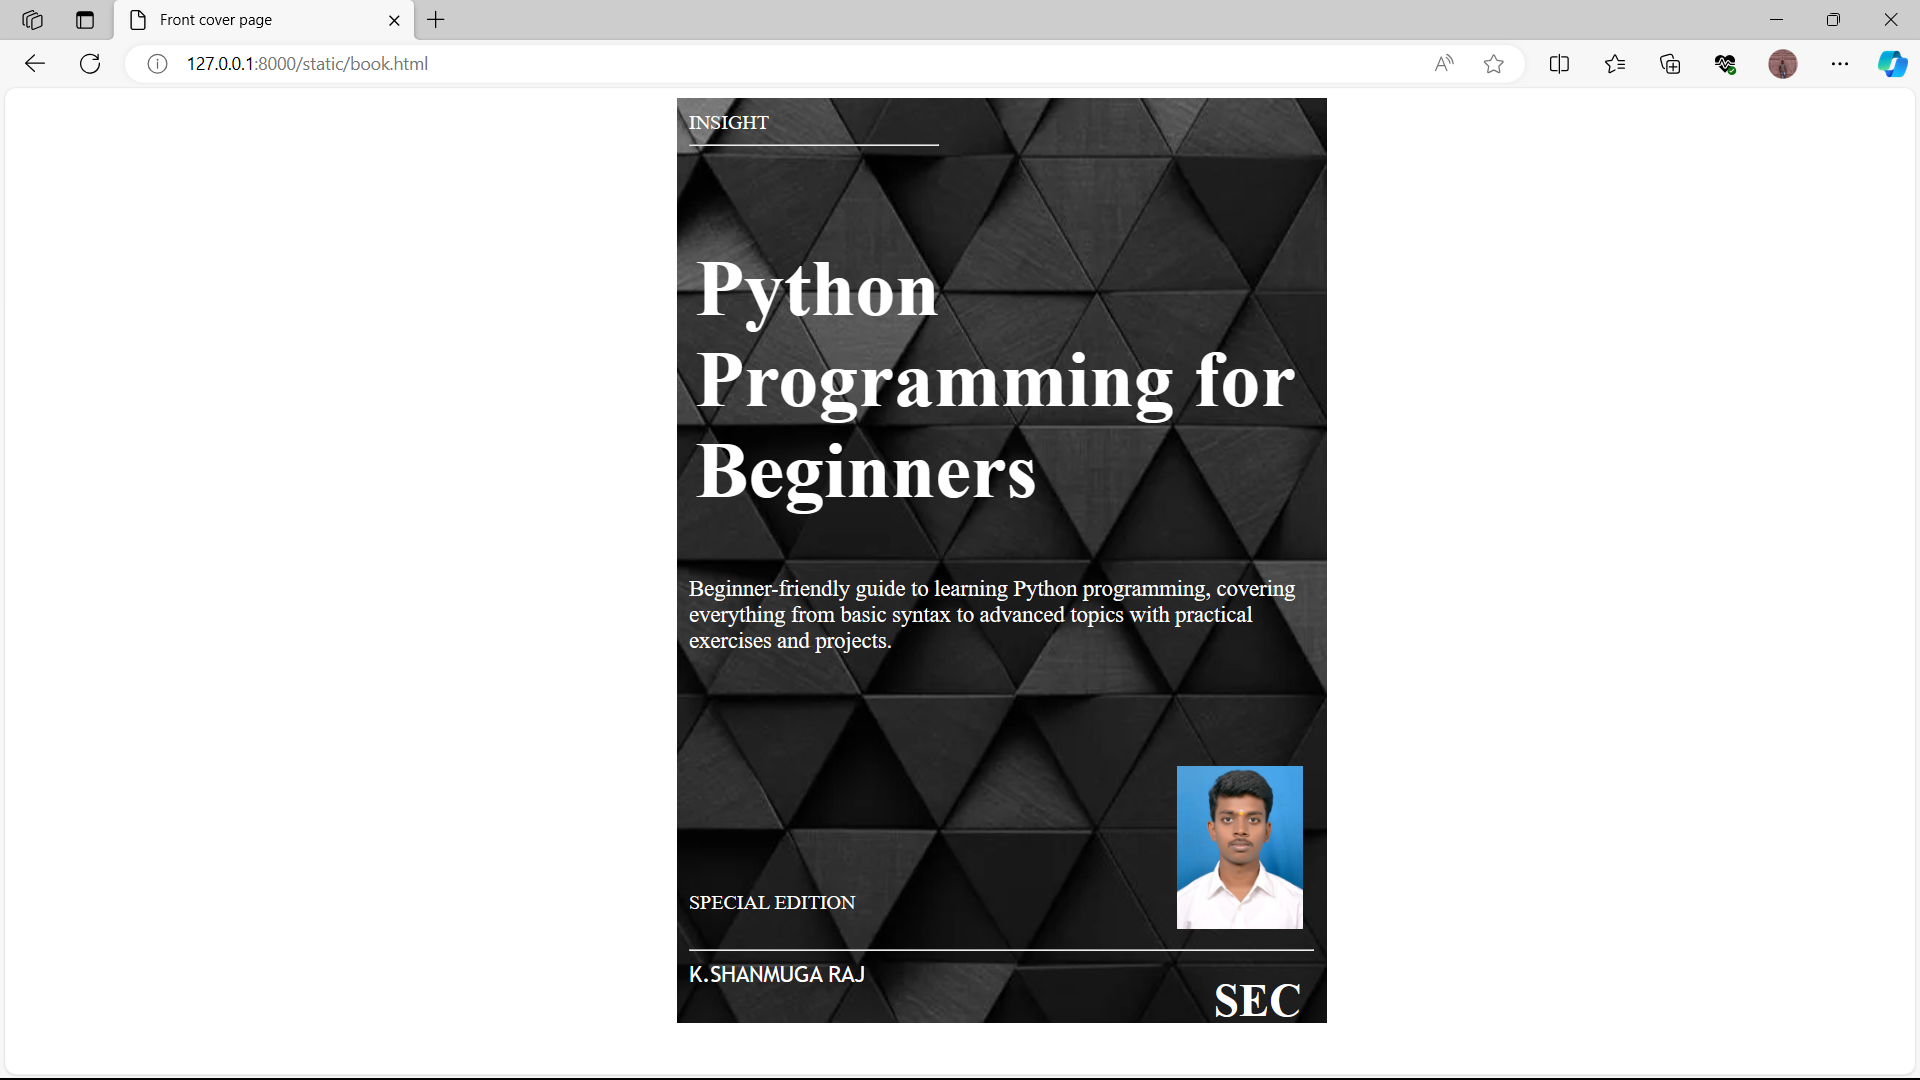 Front cover page
127.0.0.1:8000/static/book.html
INSIGHT
Python
Programming for
Beginners
Beginner-friendly guide to learning Python programming, covering
everything from basic syntax to advanced topics with practical
exercises and projects.
SPECIAL EDITION
K.SHANMUGA RAJ
SEC